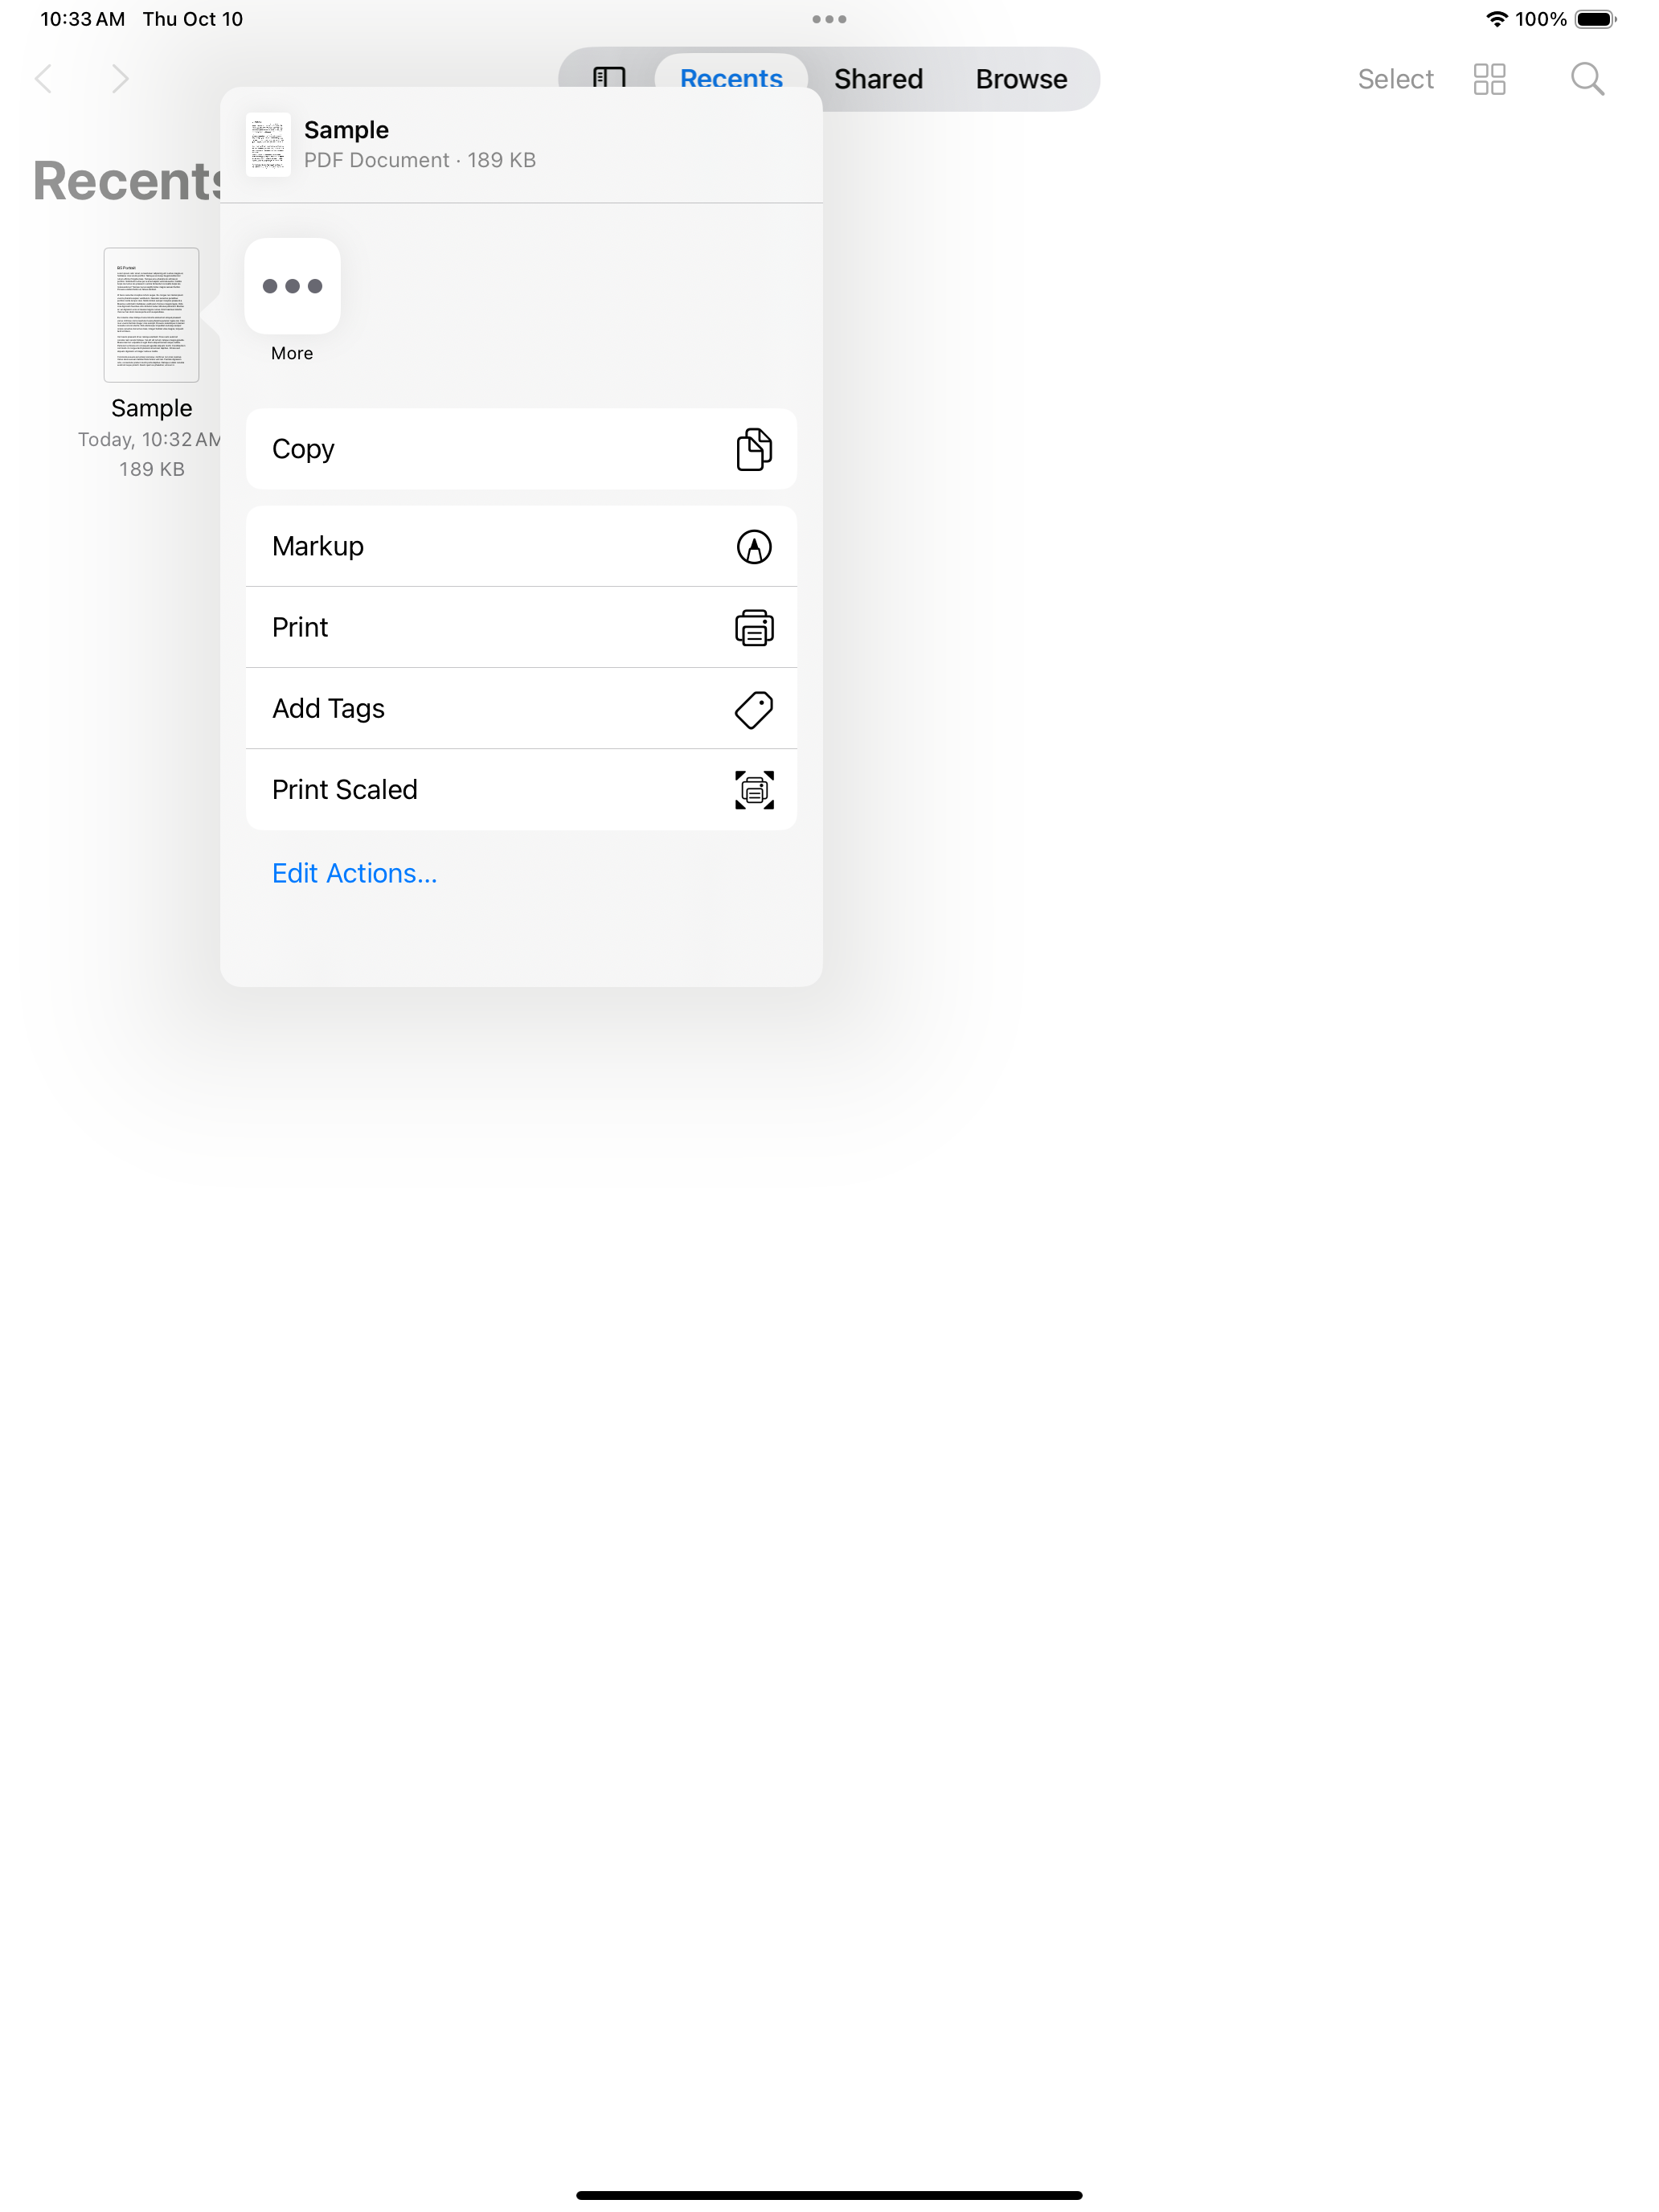 10:33 AM Thu Oct 10
100%
Recents Shared Browse
Select
Sample
PDF Document · 189 KB
Recents
More
Sample
Today, 10:32 AM
189 KB
Copy
Markup
Print
Add Tags
Print Scaled
Edit Actions...